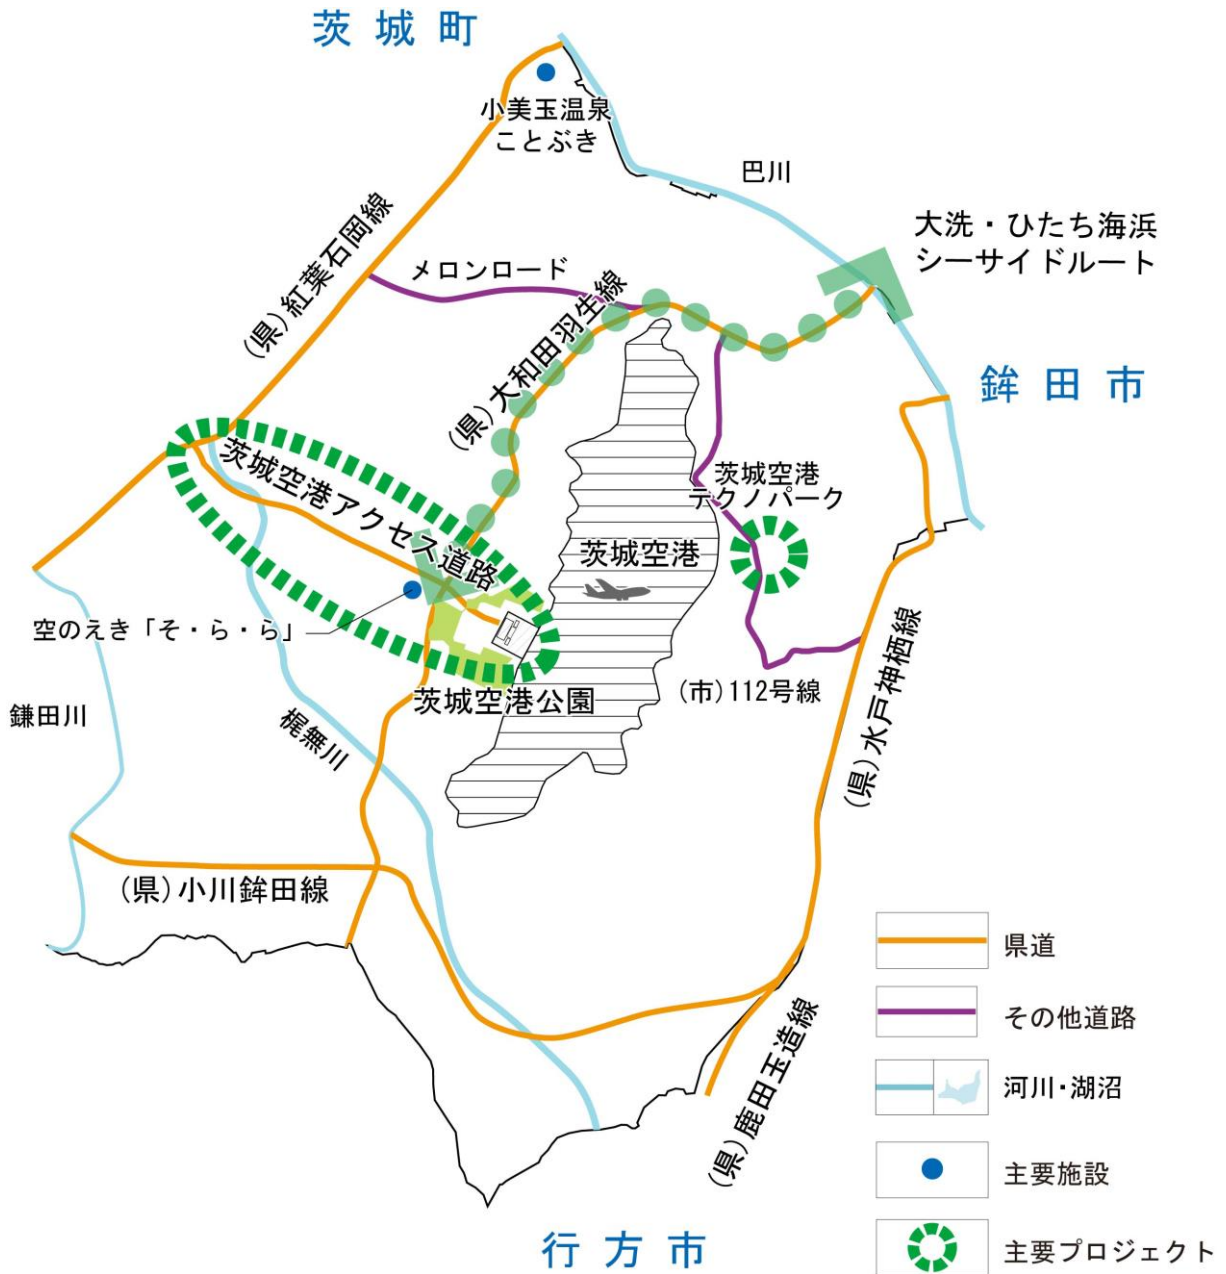 茨城町
小美玉温泉
ことぶき
巴川
大洗・ひたち海浜
シーサイドルート
(県)紅葉石岡線
メロンロード
(県)大和田羽生線
鉾田市
茨城空港アクセス道路
茨城空港
テクノパーク
茨城空港
空のえき「そ・ら・ら」
茨城空港公園
(市)112号線
鎌田川
梶無川
(県)水戸神栖線
(県)小川鉾田線
(県)鹿田玉造線
行方市
県道
その他道路
河川・湖沼
主要施設
主要プロジェクト